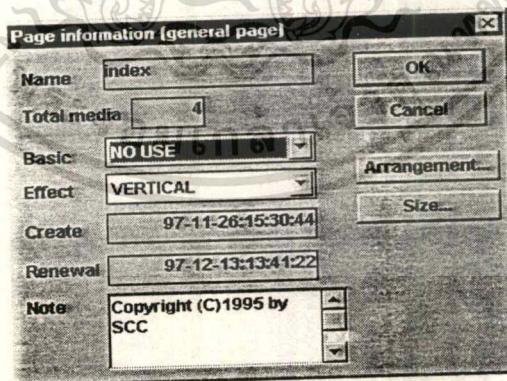 Page information [general page]
Name index OK
Total media 4 Cancel
Basic NO USE
Arrangement...
Effect VERTICAL
Size...
Create 97-11-26:15:30:44
Renewal 97-12-13:13:41:22
Note Copyright (C)1995 by
SCC